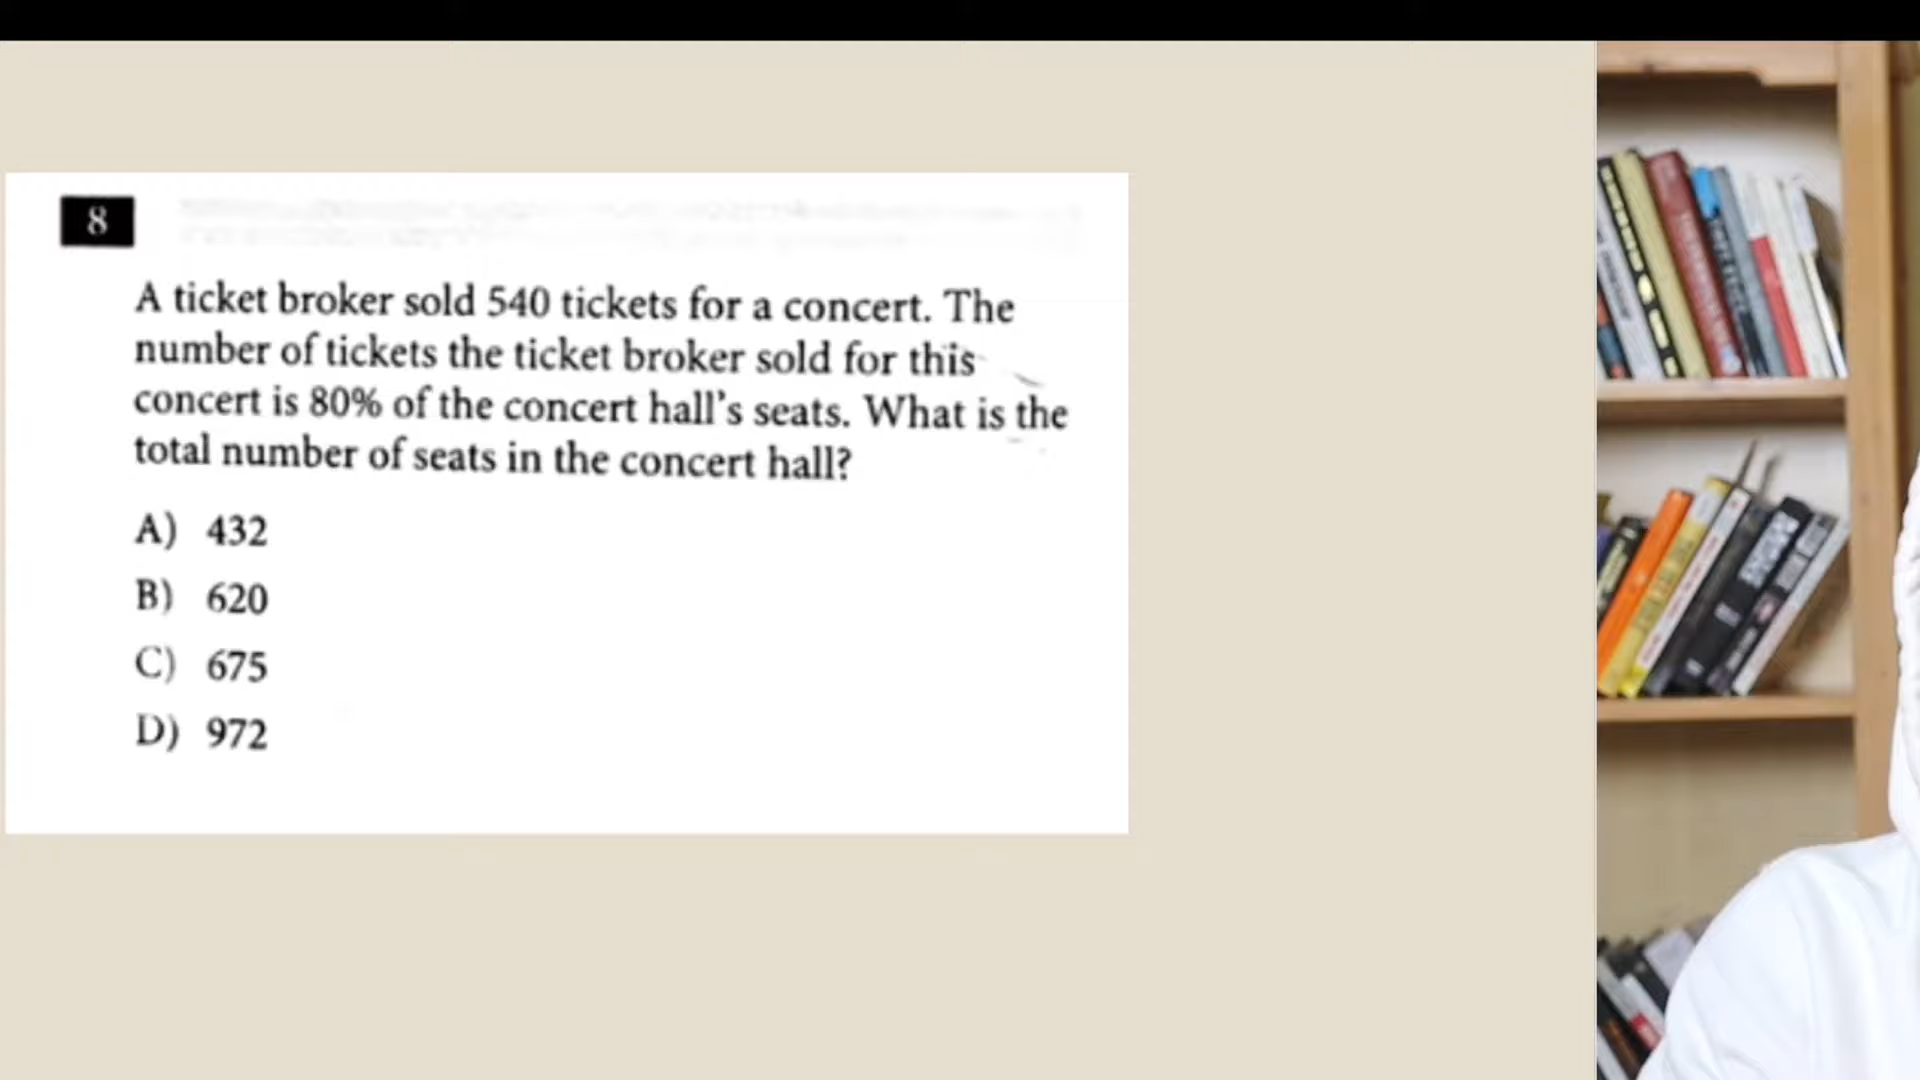 8
A ticket broker sold 540 tickets for a concert. The
number of tickets the ticket broker sold for this
concert is 80% of the concert hall's seats. What is the
total number of seats in the concert hall?
A) 432
B) 620
C) 675
D) 972